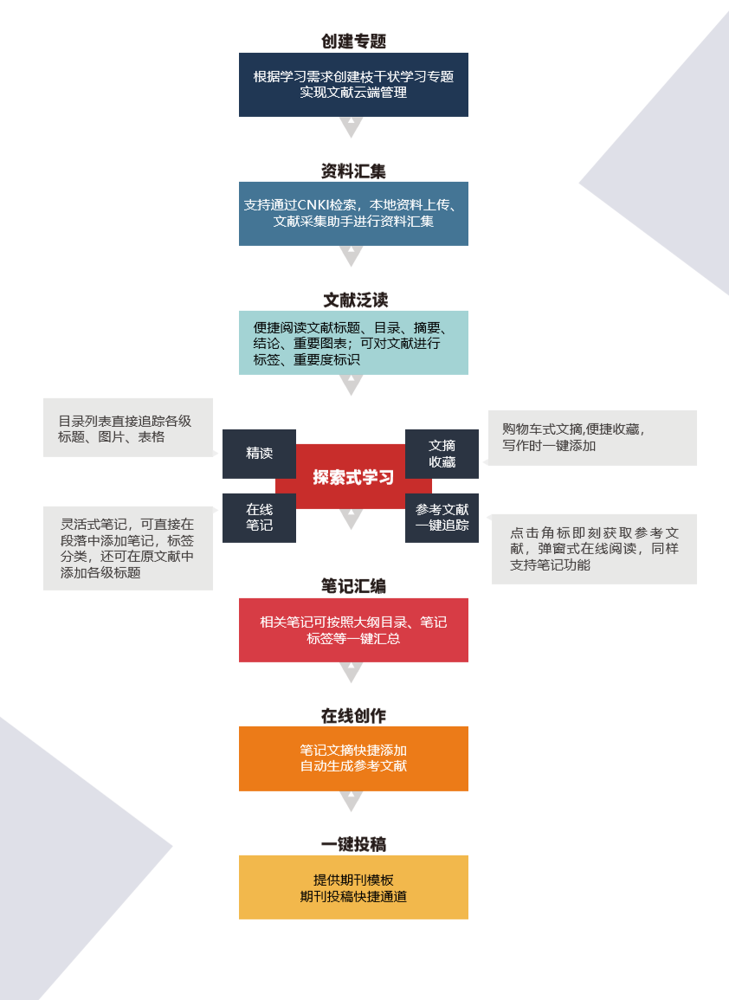 创建专题
根据学习需求创建枝干状学习专题
实现文献云端管理
资料汇集
支持通过CNKI检索，本地资料上传、
文献采集助手进行资料汇集
文献泛读
便捷阅读文献标题、目录、摘要、
结论、重要图表；可对文献进行
标签、重要度标识
目录列表直接追踪各级
标题、图片、表格
精读
文摘
收藏
购物车式文摘,便捷收藏，
写作时一键添加
探索式学习
灵活式笔记，可直接在
段落中添加笔记，标签
分类，还可在原文献中
添加各级标题
在线
笔记
参考文献
一键追踪
点击角标即刻获取参考文
献，弹窗式在线阅读，同样
支持笔记功能
笔记汇编
相关笔记可按照大纲目录、笔记
标签等一键汇总
在线创作
笔记文摘快捷添加
自动生成参考文献
一键投稿
提供期刊模板
期刊投稿快捷通道